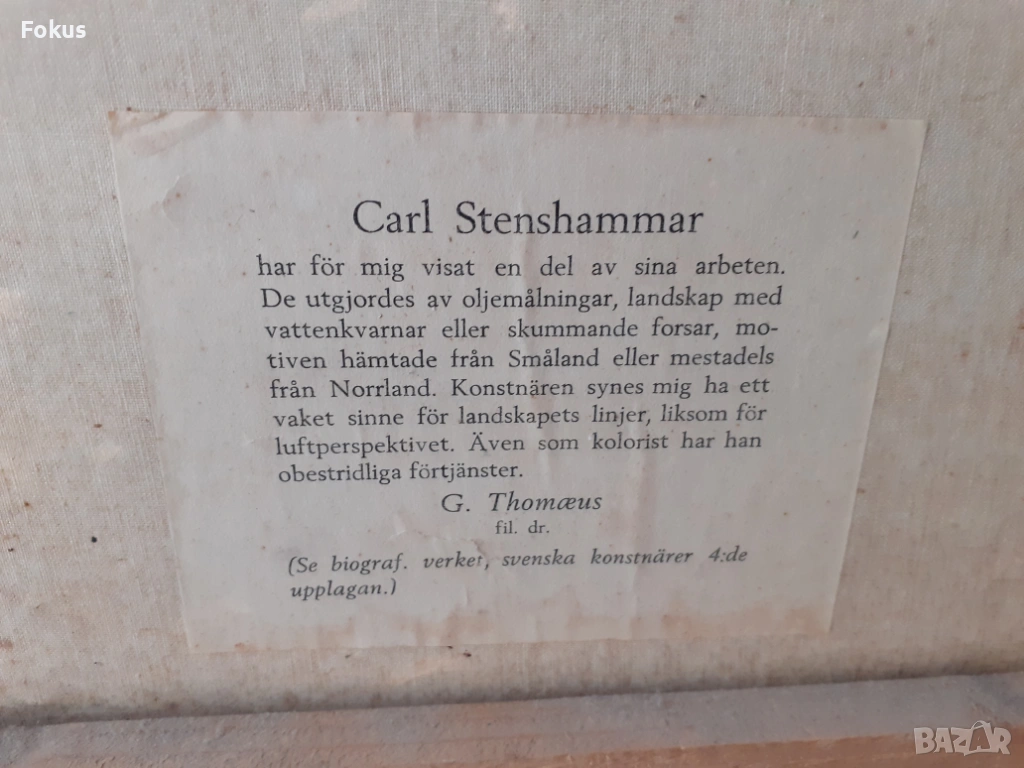 Fokus
Carl Stenshammar
har för mig visat en del av sina arbeten.
De utgjordes av oljemålningar, landskap med
vattenkvarnar eller skummande forsar, mo-
tiven hämtade från Småland eller mestadels
från Norrland. Konstnären synes mig ha ett
vaket sinne för landskapets linjer, liksom för
luftperspektivet. Även som kolorist har han
obestridliga förtjänster.
G. Thomæus
fil. dr.
(Se biograf. verket, svenska konstnärer 4:de
upplagan.)
BAZAR